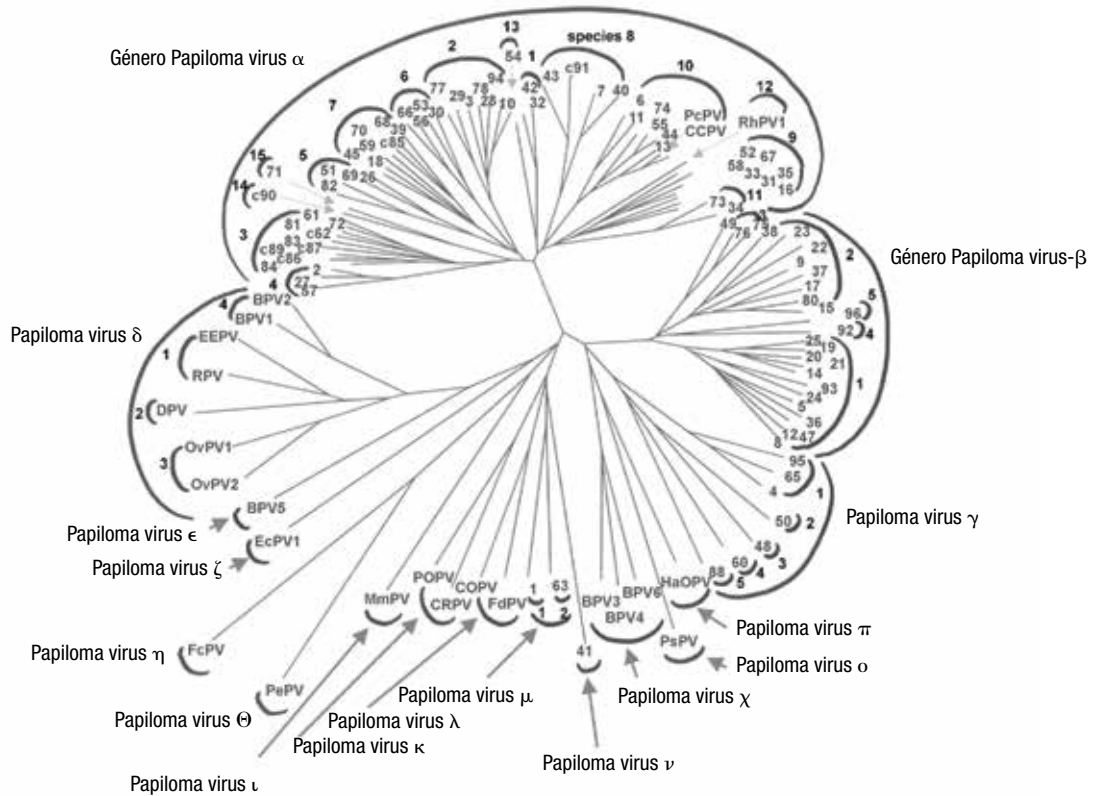 Género Papiloma virus α
13
54
2
1
species 8
94
42
43
c91
7
40
10
12
77
78
29
3
28
10
32
6
6
53
66
30
56
11
74
55
44
13
PcPV
CCPV
RhPV1
7
68
39
c85
70
59
45
18
9
52
67
58
33
31
35
16
15
71
5
51
69
26
82
14
c90
11
73
34
3
61
72
81
c62
83
c89
c87
c86
84
4
2
27
57
49
76
38
23
22
2
9
37
17
80
15
5
96
92
4
Género Papiloma virus-β
25
19
20
21
14
1
93
24
5
36
8
12
47
Papiloma virus δ
4
BPV2
BPV1
1
EEPV
RPV
2
DPV
3
OvPV1
OvPV2
95
65
4
1
50
2
48
3
60
4
88
5
Papiloma virus γ
BPV5
Papiloma virus ϵ
EcPV1
Papiloma virus ζ
FcPV
Papiloma virus η
PePV
Papiloma virus Θ
MmPV
Papiloma virus ι
POPV
CRPV
Papiloma virus κ
COPV
FdPV
Papiloma virus λ
1
63
1
2
Papiloma virus μ
41
Papiloma virus ν
BPV3
BPV6
BPV4
Papiloma virus χ
HaOPV
Papiloma virus π
PsPV
Papiloma virus ο